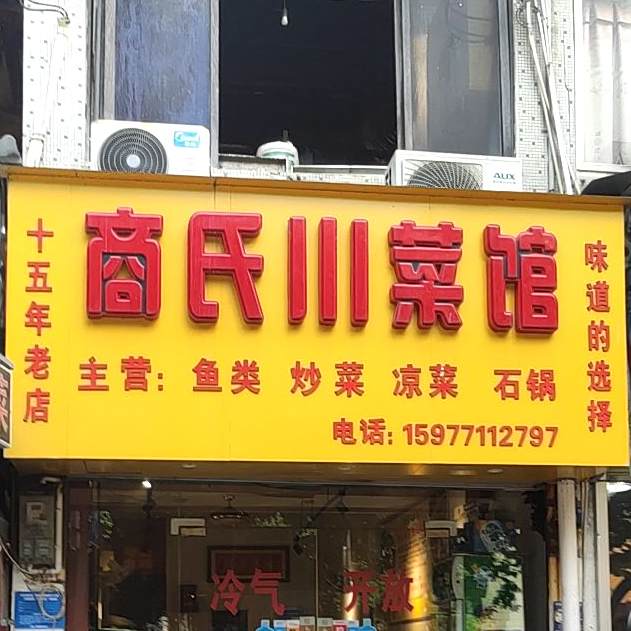 商氏川菜馆
十五年老店
味道的选择
主营: 鱼类 炒菜 凉菜 石锅
电话: 15977112797
AUX
冷气 开放